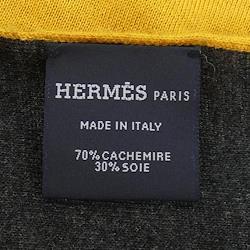 HERMÈS PARIS
MADE IN ITALY
70% CACHEMIRE
30% SOIE